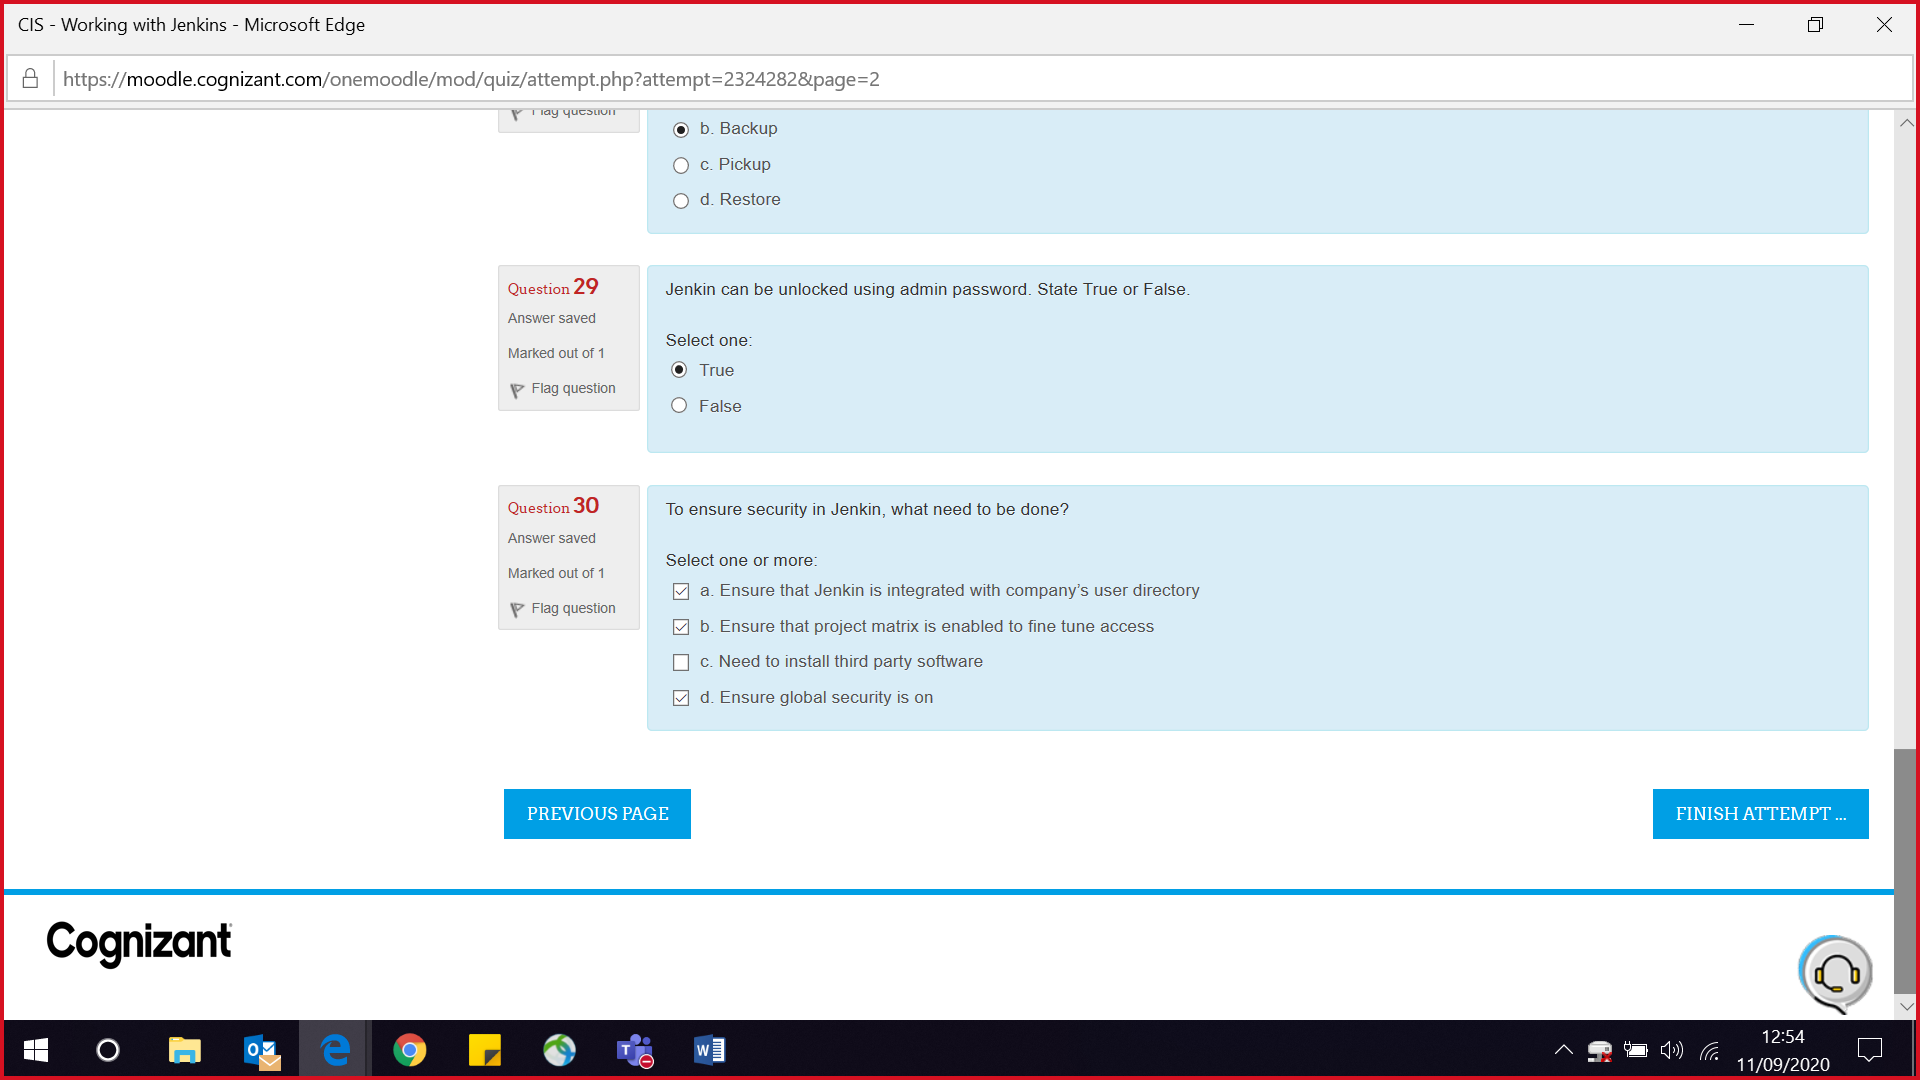 CIS - Working with Jenkins - Microsoft Edge
https://moodle.cognizant.com/onemoodle/mod/quiz/attempt.php?attempt=2324282&page=2
Flag question
b. Backup
c. Pickup
d. Restore
Question 29
Answer saved
Marked out of 1
Flag question
Jenkin can be unlocked using admin password. State True or False.
Select one:
True
False
Question 30
Answer saved
Marked out of 1
Flag question
To ensure security in Jenkin, what need to be done?
Select one or more:
a. Ensure that Jenkin is integrated with company’s user directory
b. Ensure that project matrix is enabled to fine tune access
c. Need to install third party software
d. Ensure global security is on
PREVIOUS PAGE
FINISH ATTEMPT ...
Cognizant
12:54
11/09/2020